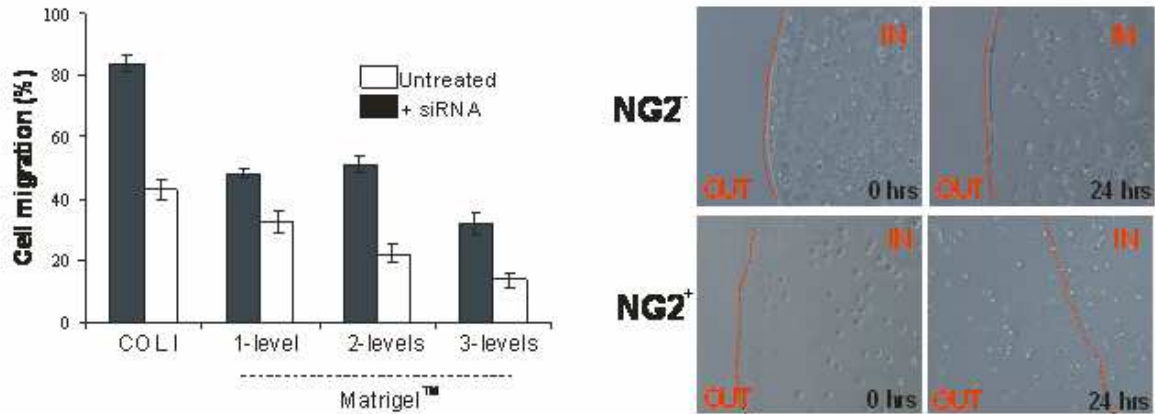 100
80
60
40
20
0
Cell migration (%)
Untreated
+ siRNA
COL I
1-level
2-levels
3-levels
Matrigel™
NG2⁻
IN
OUT
0 hrs
IN
OUT
24 hrs
NG2⁺
IN
OUT
0 hrs
IN
OUT
24 hrs